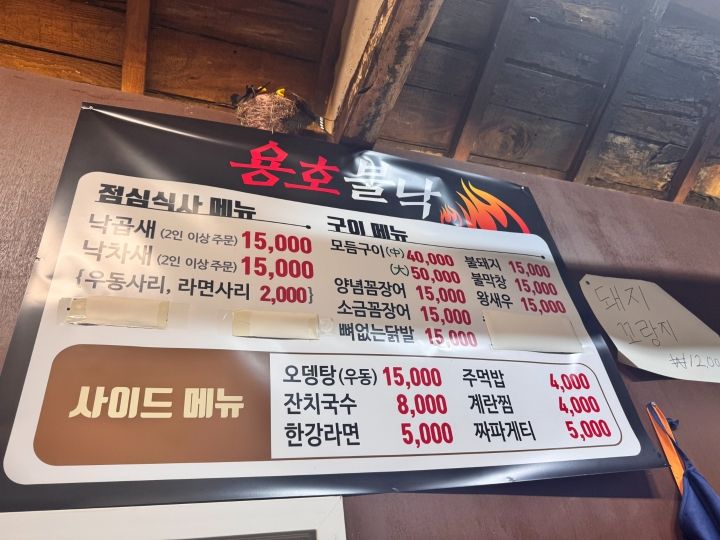 용호불낙
점심식사 메뉴
낙곱새 (2인 이상 주문) 15,000
낙차새 (2인 이상 주문) 15,000
{우동사리, 라면사리 2,000}
구이 메뉴
모듬구이 (中) 40,000
(大) 50,000
양념꼼장어 15,000
소금꼼장어 15,000
뼈없는닭발 15,000
불돼지 15,000
불막창 15,000
왕새우 15,000
사이드 메뉴
오뎅탕 (우동) 15,000
잔치국수 8,000
한강라면 5,000
주먹밥 4,000
계란찜 4,000
짜파게티 5,000
돼지
꼬랑지